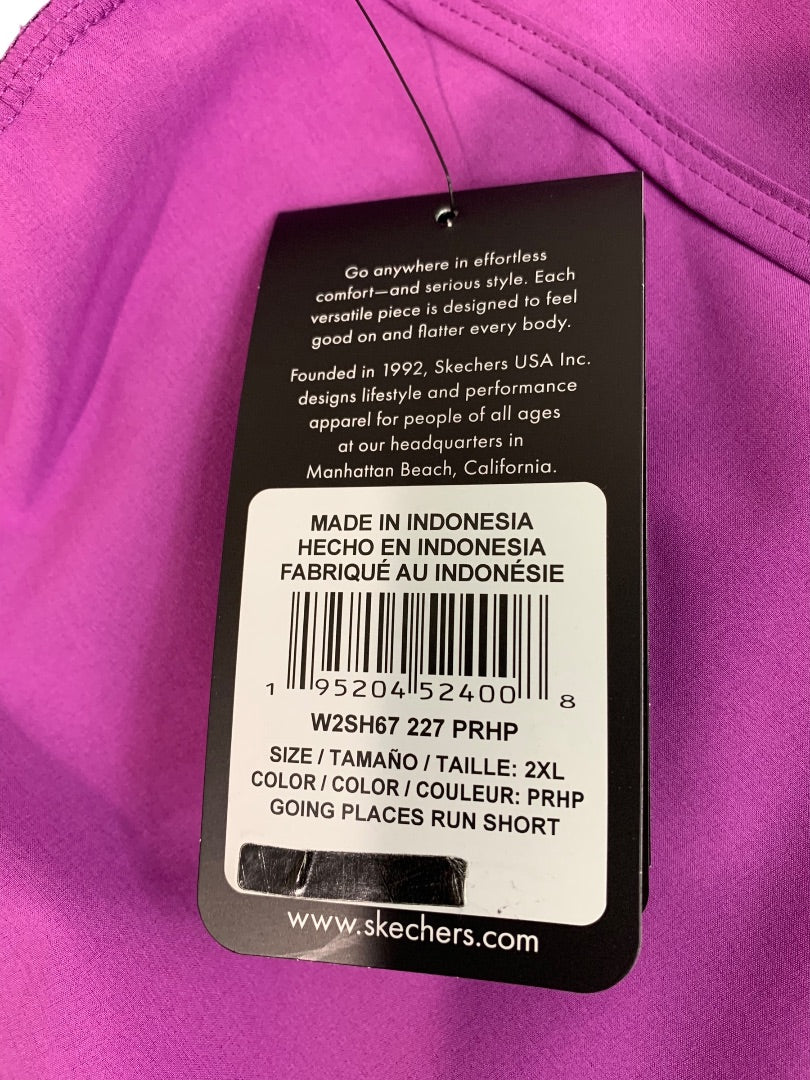 Go anywhere in effortless
comfort—and serious style. Each
versatile piece is designed to feel
good on and flatter every body.
Founded in 1992, Skechers USA Inc.
designs lifestyle and performance
apparel for people of all ages
at our headquarters in
Manhattan Beach, California.
MADE IN INDONESIA
HECHO EN INDONESIA
FABRIQUÉ AU INDONÉSIE
1 95204 52400 8
W2SH67 227 PRHP
SIZE / TAMAÑO / TAILLE: 2XL
COLOR / COLOR / COULEUR: PRHP
GOING PLACES RUN SHORT
www.skechers.com